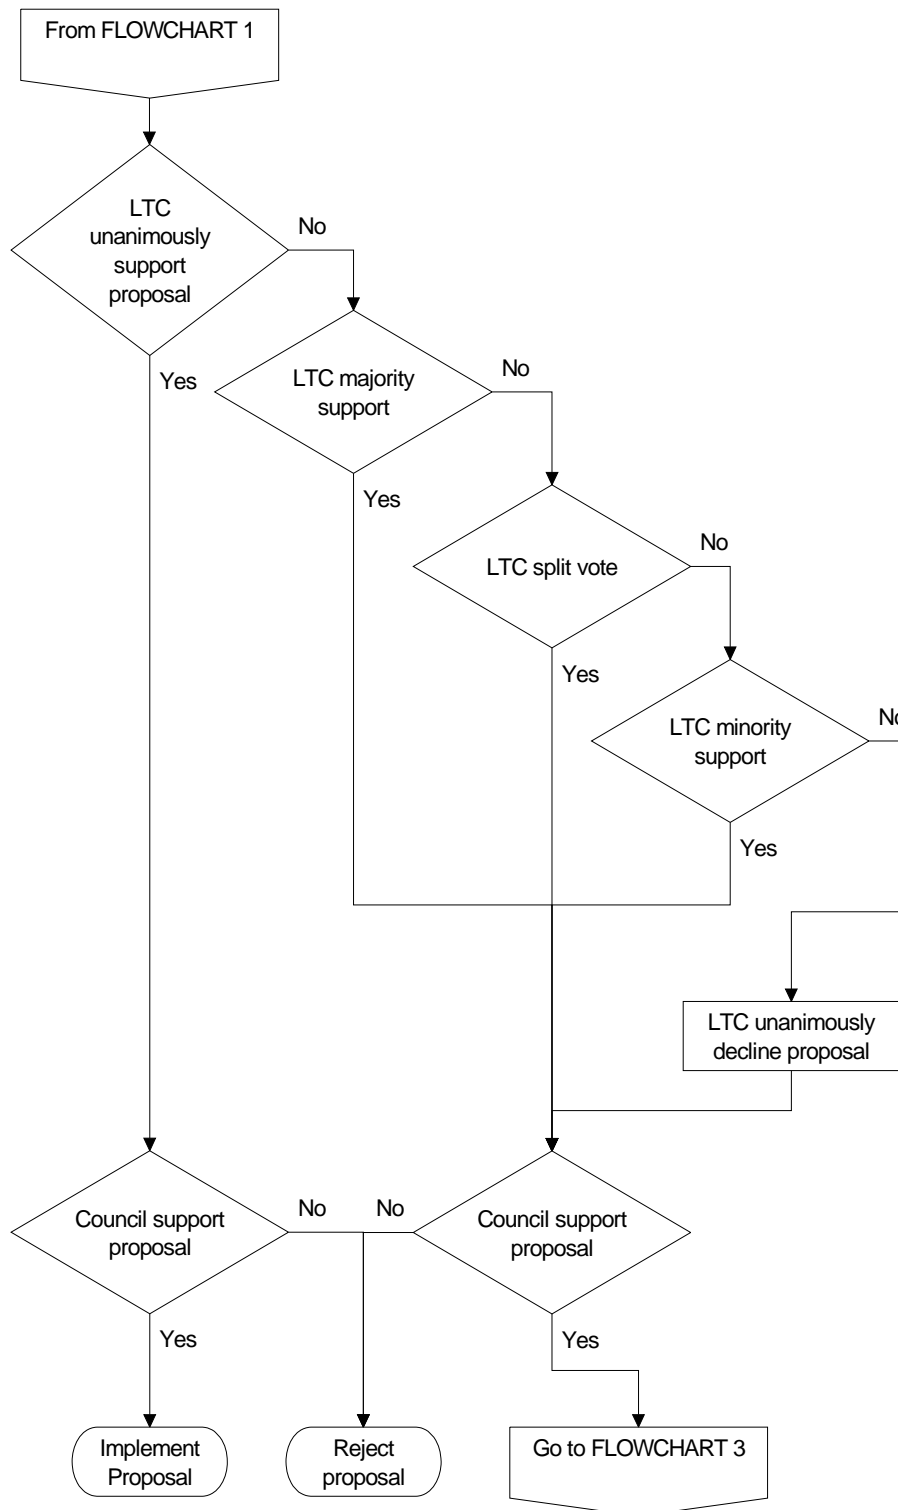 From FLOWCHART 1
LTC
unanimously
support
proposal
No
Yes
LTC majority
support
No
Yes
LTC split vote
No
Yes
LTC minority
support
No
Yes
LTC unanimously
decline proposal
Council support
proposal
No
No
Council support
proposal
Yes
Yes
Implement
Proposal
Reject
proposal
Go to FLOWCHART 3